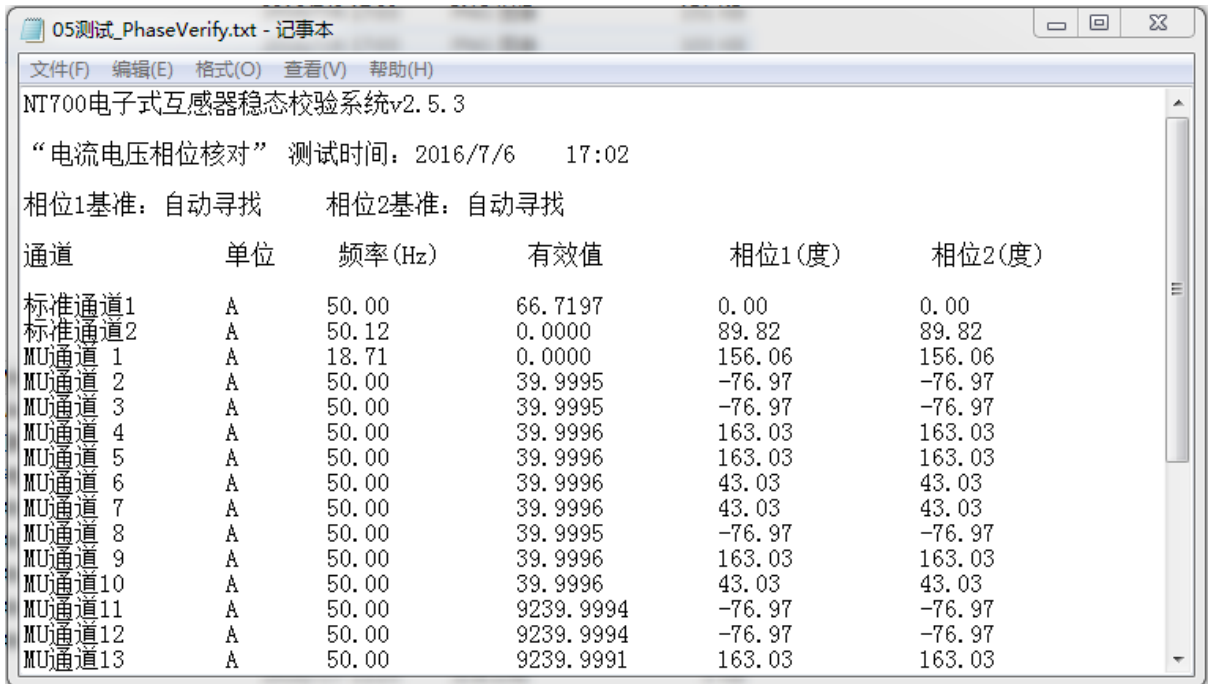 05测试_PhaseVerify.txt - 记事本
文件(F) 编辑(E) 格式(O) 查看(V) 帮助(H)
NT700电子式互感器稳态校验系统v2.5.3
“电流电压相位核对” 测试时间：2016/7/6 17:02
相位1基准：自动寻找 相位2基准：自动寻找
通道 单位 频率(Hz) 有效值 相位1(度) 相位2(度)
标准通道1 A 50.00 66.7197 0.00 0.00
标准通道2 A 50.12 0.0000 89.82 89.82
MU通道 1 A 18.71 0.0000 156.06 156.06
MU通道 2 A 50.00 39.9995 -76.97 -76.97
MU通道 3 A 50.00 39.9995 -76.97 -76.97
MU通道 4 A 50.00 39.9996 163.03 163.03
MU通道 5 A 50.00 39.9996 163.03 163.03
MU通道 6 A 50.00 39.9996 43.03 43.03
MU通道 7 A 50.00 39.9996 43.03 43.03
MU通道 8 A 50.00 39.9995 -76.97 -76.97
MU通道 9 A 50.00 39.9996 163.03 163.03
MU通道10 A 50.00 39.9996 43.03 43.03
MU通道11 A 50.00 9239.9994 -76.97 -76.97
MU通道12 A 50.00 9239.9994 -76.97 -76.97
MU通道13 A 50.00 9239.9991 163.03 163.03